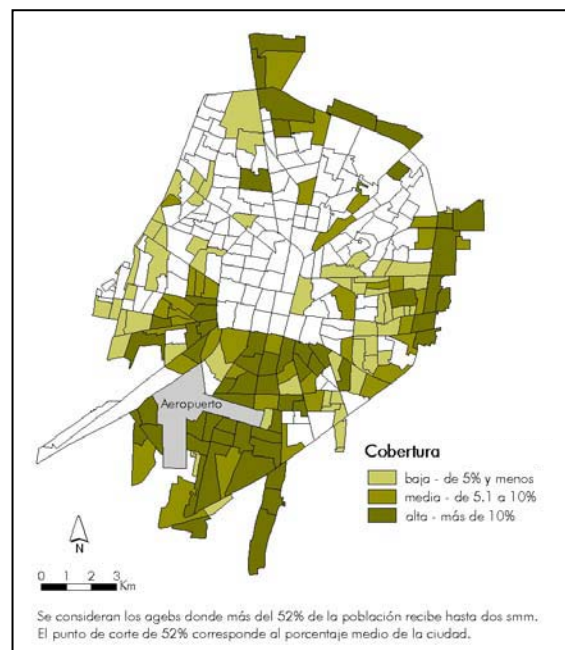 Aeropuerto
Cobertura
baja - de 5% y menos
media - de 5.1 a 10%
alta - más de 10%
N
0 1 2 3
Km
Se consideran los agebs donde más del 52% de la población recibe hasta dos smm.
El punto de corte de 52% corresponde al porcentaje medio de la ciudad.